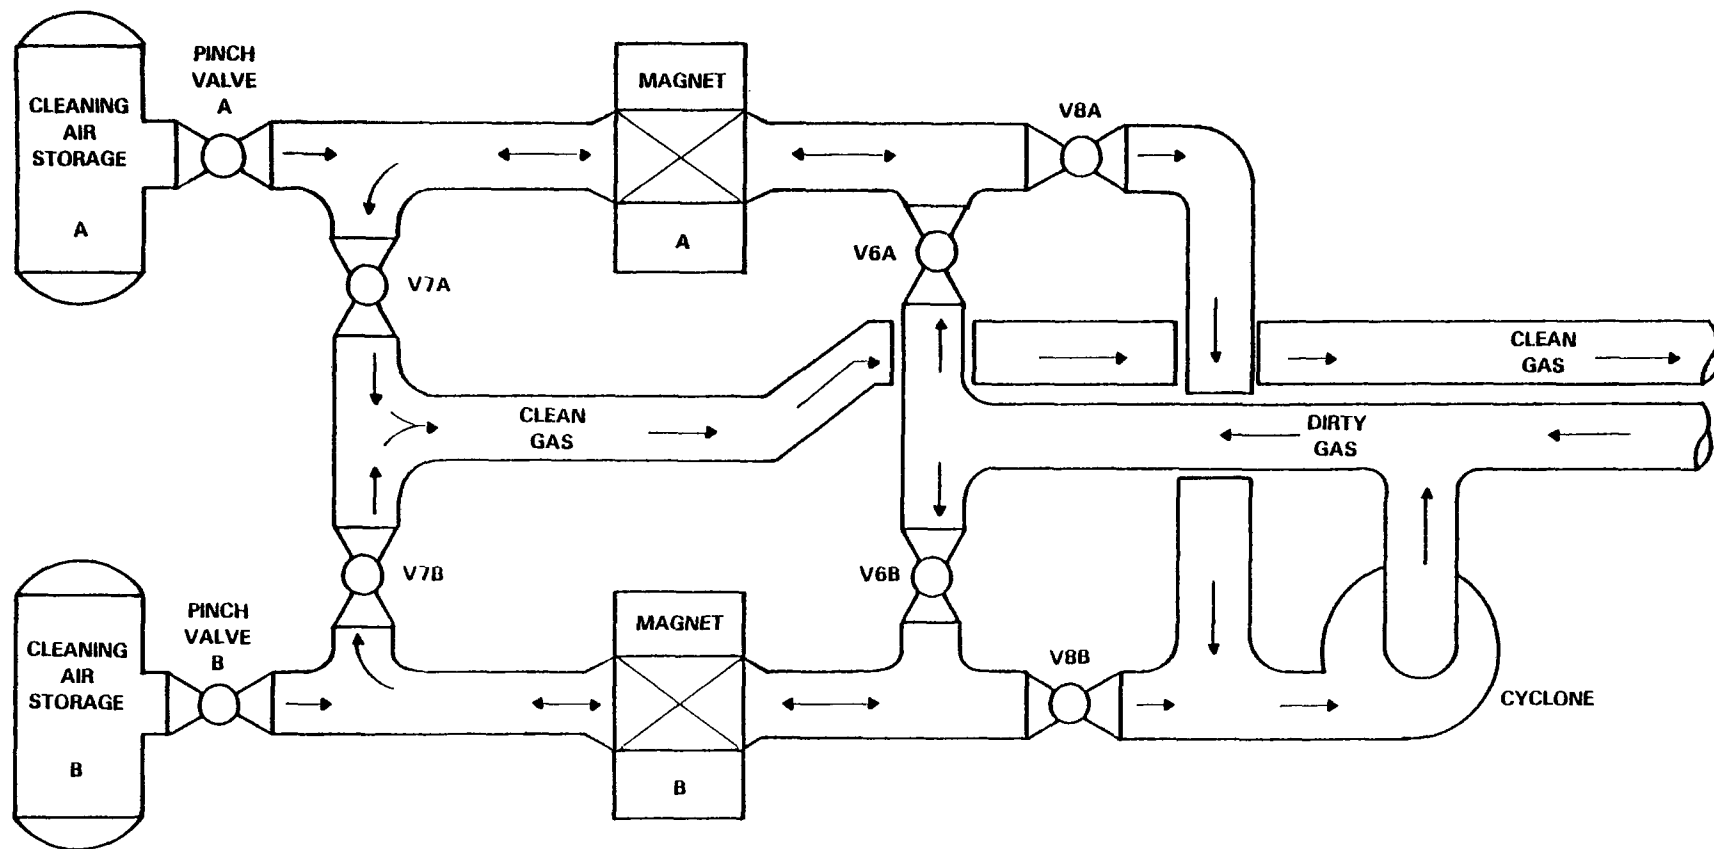 PINCH
VALVE
A
CLEANING
AIR
STORAGE
A
MAGNET
A
V8A
V6A
V7A
CLEAN
GAS
CLEAN
GAS
DIRTY
GAS
V7B
V6B
PINCH
VALVE
B
CLEANING
AIR
STORAGE
B
MAGNET
B
V8B
CYCLONE